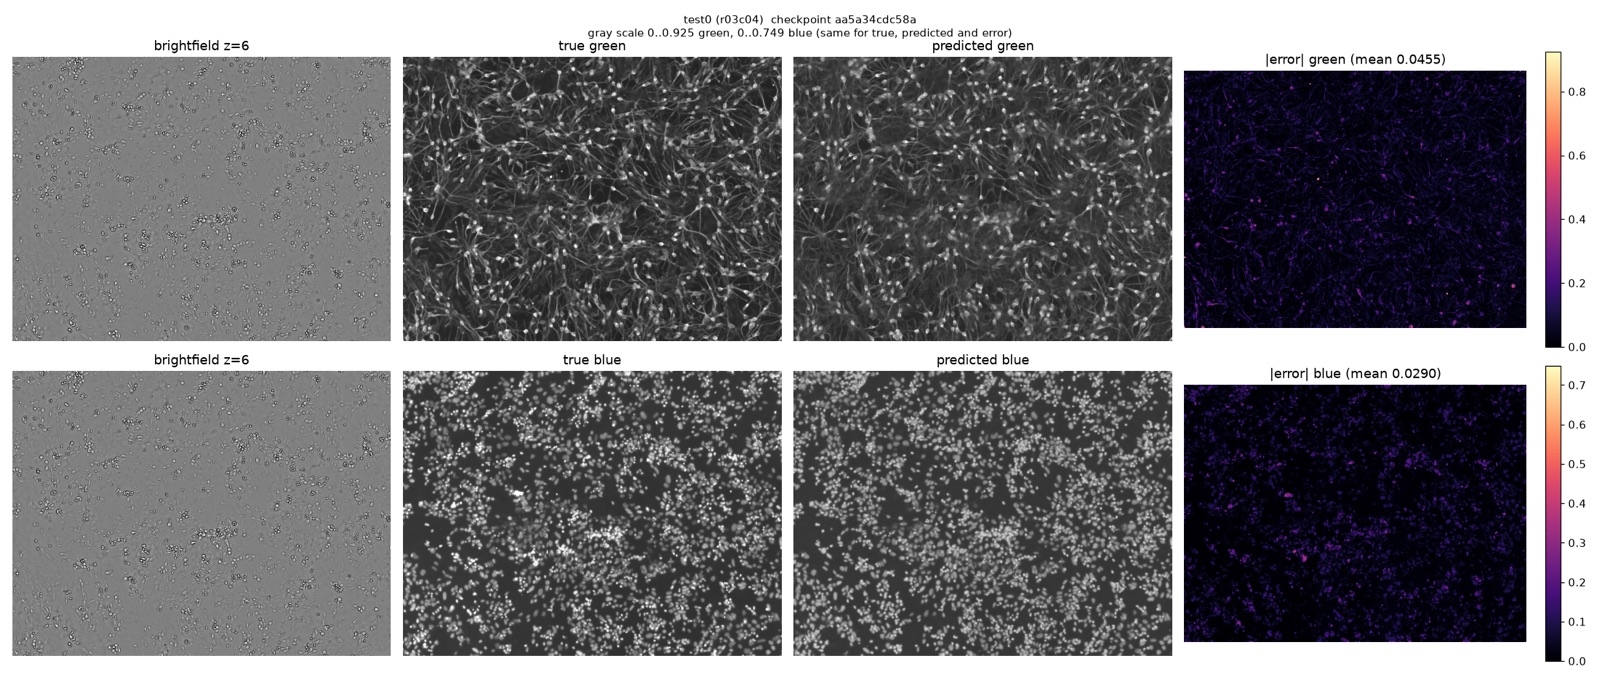 test0 (r03c04)  checkpoint aa5a34cdc58a
gray scale 0..0.925 green, 0..0.749 blue (same for true, predicted and error)
brightfield z=6
true green
predicted green
|error| green (mean 0.0455)
0.8
0.6
0.4
0.2
0.0
brightfield z=6
true blue
predicted blue
|error| blue (mean 0.0290)
0.7
0.6
0.5
0.4
0.3
0.2
0.1
0.0